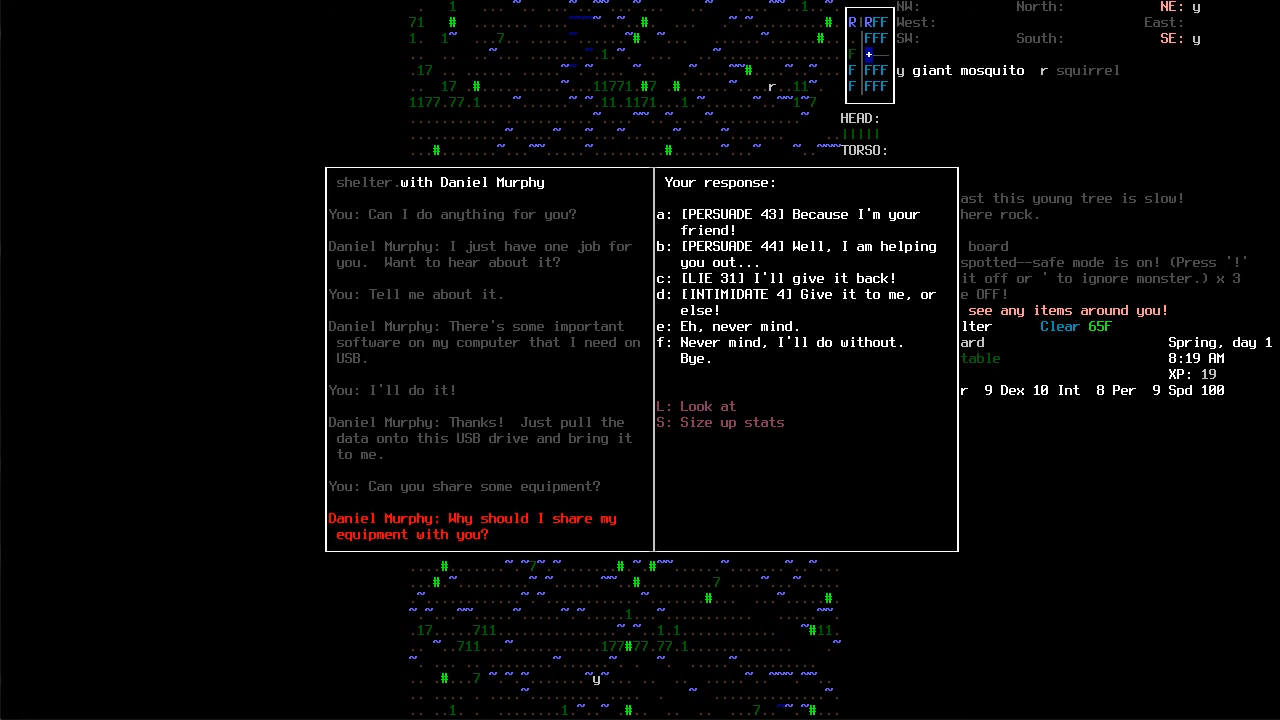 NW: North: NE: y
West: East:
SW: South: SE: y
R RFF
FFF
F +
F FFF
F FFF
y giant mosquito r squirrel
HEAD:
|||||
TORSO:
shelter.with Daniel Murphy
You: Can I do anything for you?
Daniel Murphy: I just have one job for
you. Want to hear about it?
You: Tell me about it.
Daniel Murphy: There's some important
software on my computer that I need on
USB.
You: I'll do it!
Daniel Murphy: Thanks! Just pull the
data onto this USB drive and bring it
to me.
You: Can you share some equipment?
Daniel Murphy: Why should I share my
equipment with you?
Your response:
a: [PERSUADE 43] Because I'm your
friend!
b: [PERSUADE 44] Well, I am helping
you out...
c: [LIE 31] I'll give it back!
d: [INTIMIDATE 4] Give it to me, or
else!
e: Eh, never mind.
f: Never mind, I'll do without.
Bye.
L: Look at
S: Size up stats
ast this young tree is slow!
here rock.
board
spotted--safe mode is on! (Press '!'
it off or ' to ignore monster.) x 3
e OFF!
see any items around you!
lter Clear 65F
ard Spring, day 1
table 8:19 AM
XP: 19
r 9 Dex 10 Int 8 Per 9 Spd 100